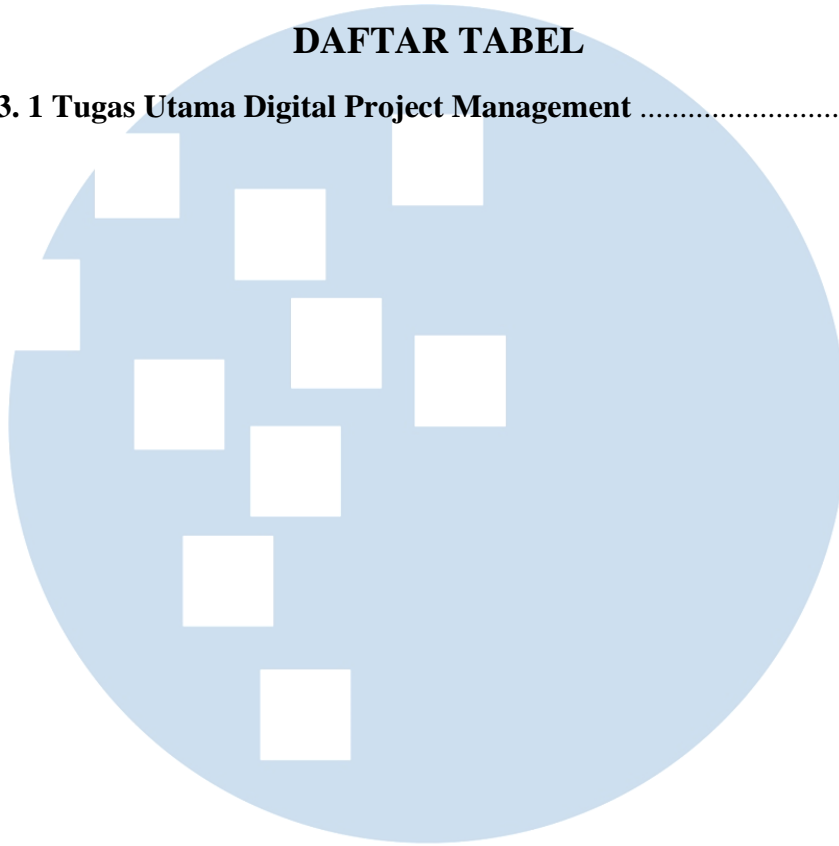 DAFTAR TABEL
3. 1 Tugas Utama Digital Project Management ..........................